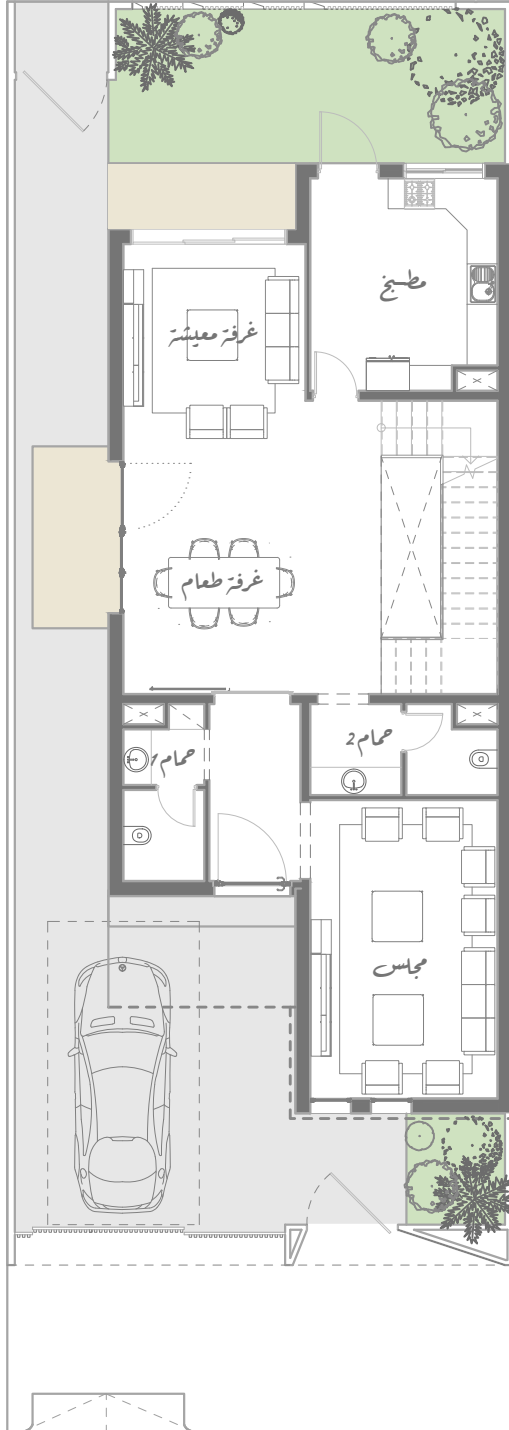 مطبخ
غرفة معيشة
غرفة طعام
حمام 2
حمام 1
مجلس